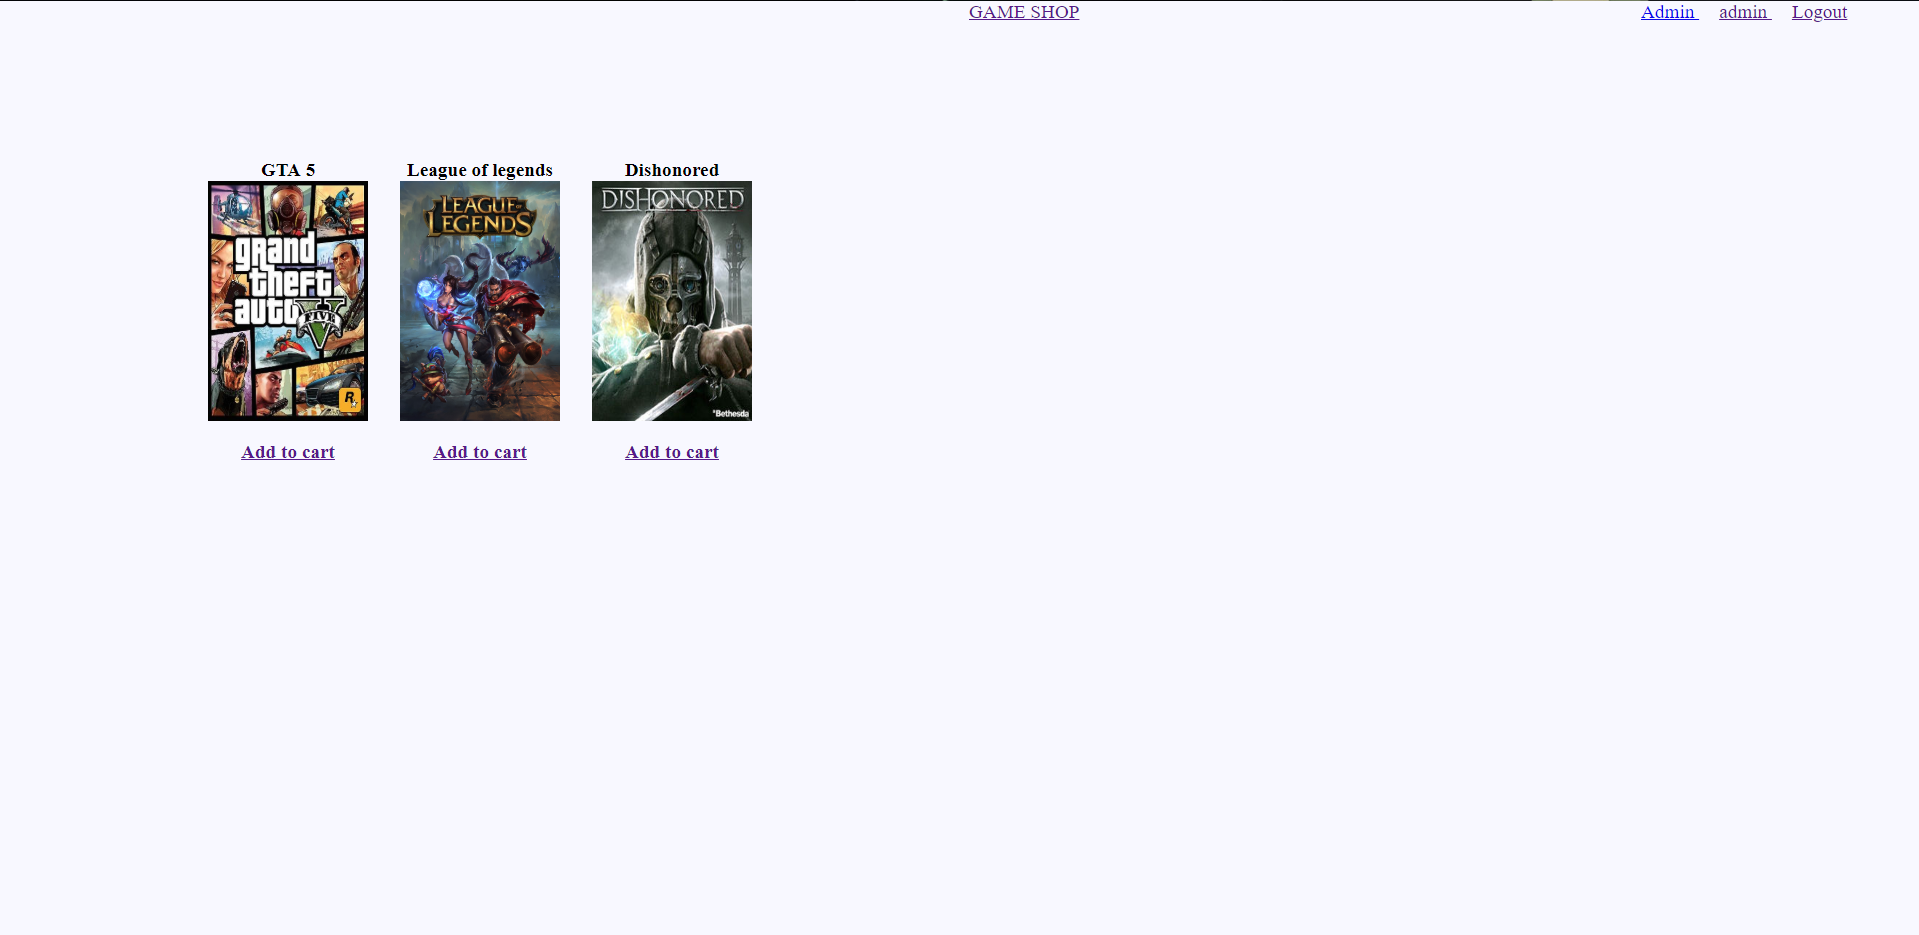 GAME SHOP
Admin admin Logout
GTA 5 League of legends Dishonored
grand
theft
auto
V
FIVE
R
LEAGUE OF
LEGENDS
DISHONORED
Bethesda
Add to cart Add to cart Add to cart